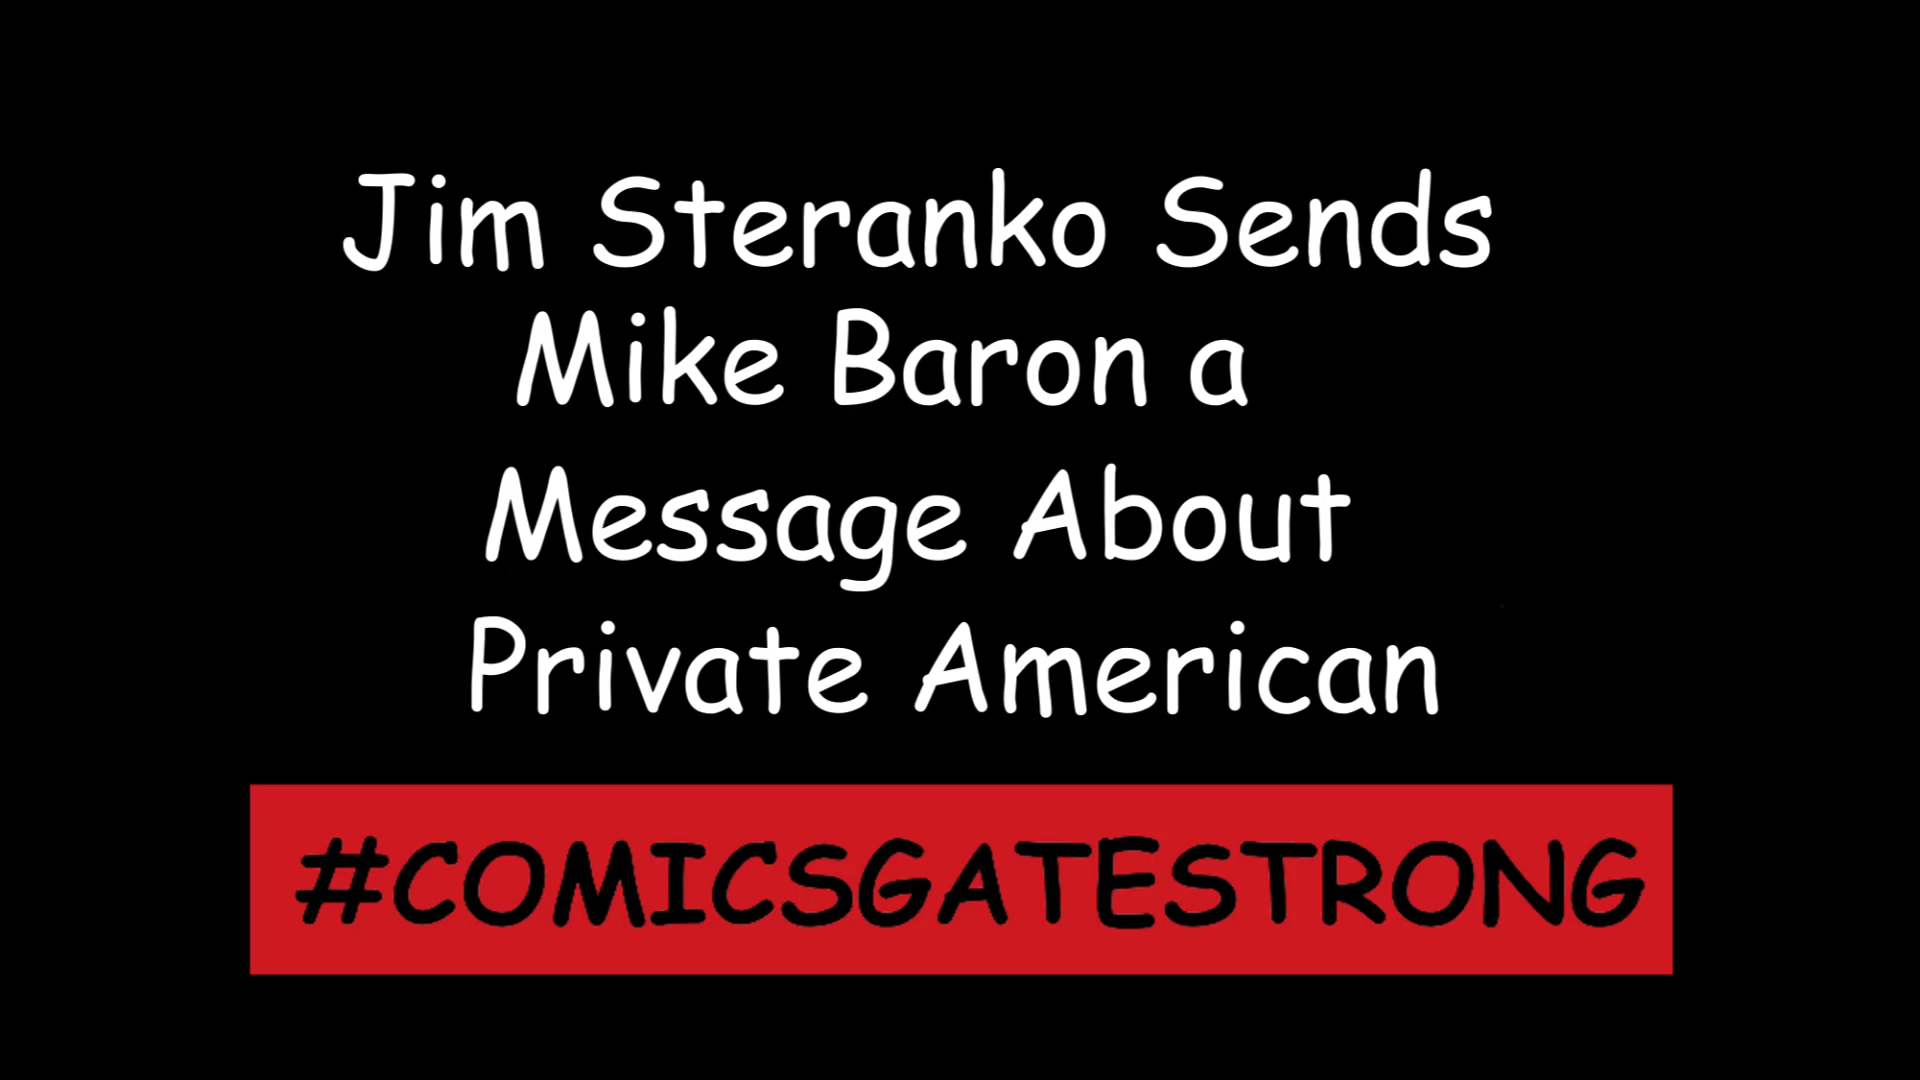 Jim Steranko Sends
Mike Baron a
Message About
Private American
#COMICSGATESTRONG